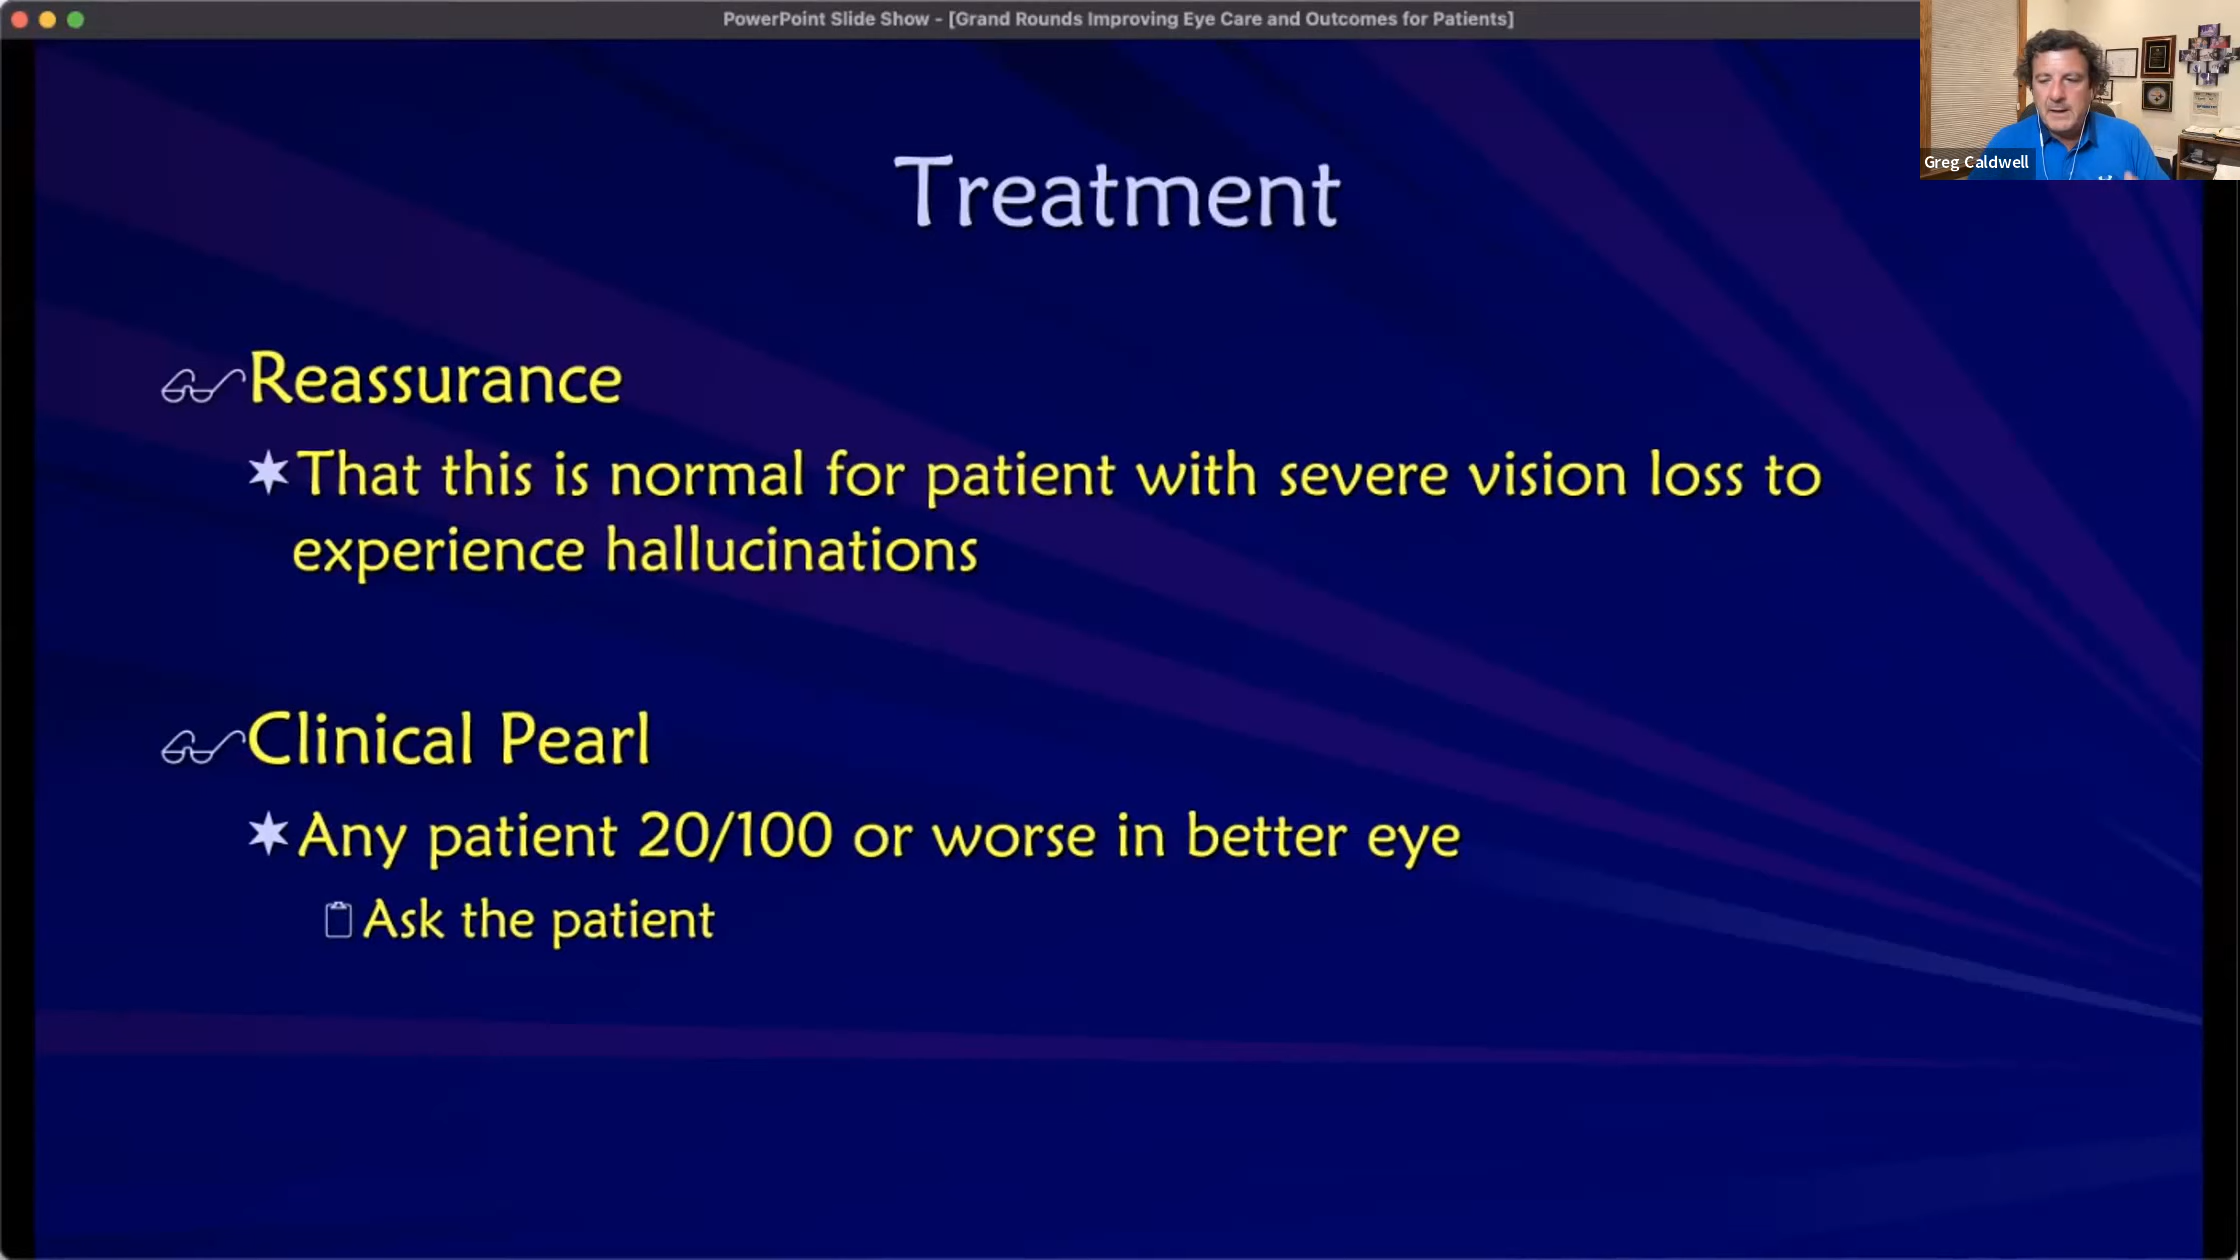 PowerPoint Slide Show - [Grand Rounds Improving Eye Care and Outcomes for Patients]
Greg Caldwell
Treatment
Reassurance
That this is normal for patient with severe vision loss to
experience hallucinations
Clinical Pearl
Any patient 20/100 or worse in better eye
Ask the patient